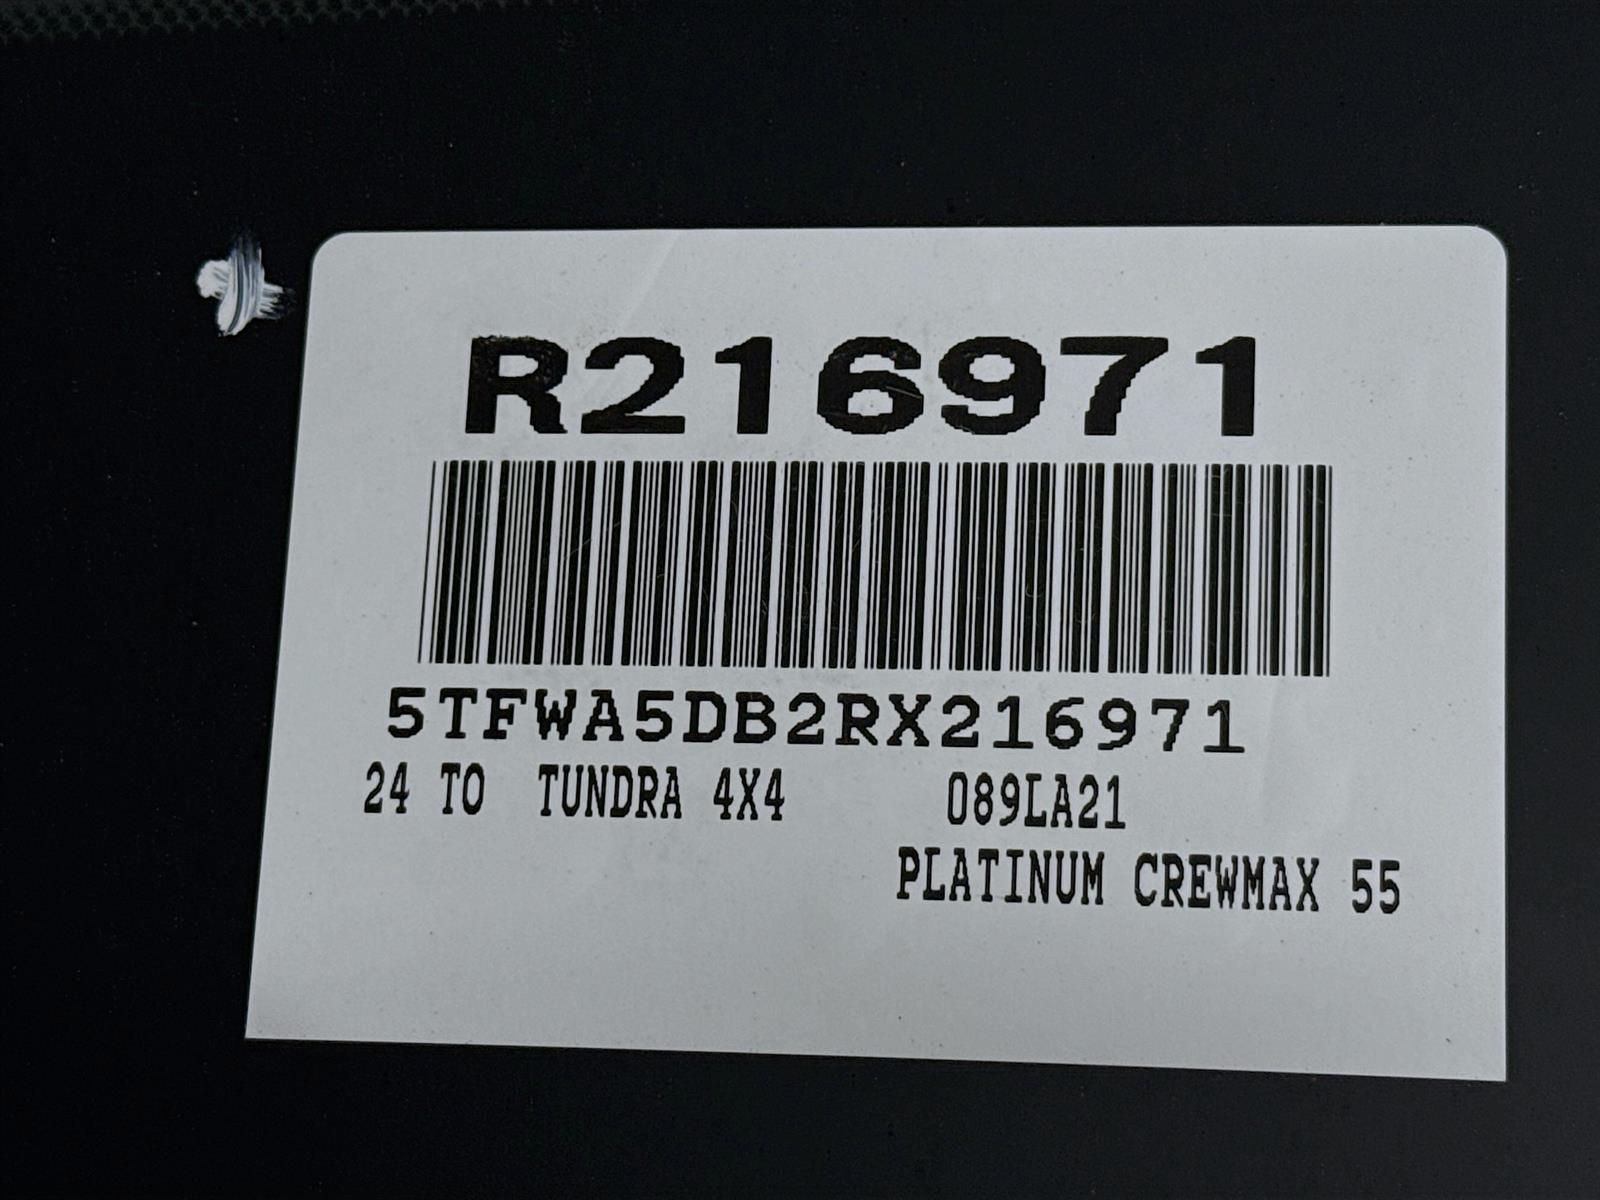 R216971
5TFWA5DB2RX216971
24 TO TUNDRA 4X4 089LA21
PLATINUM CREWMAX 55